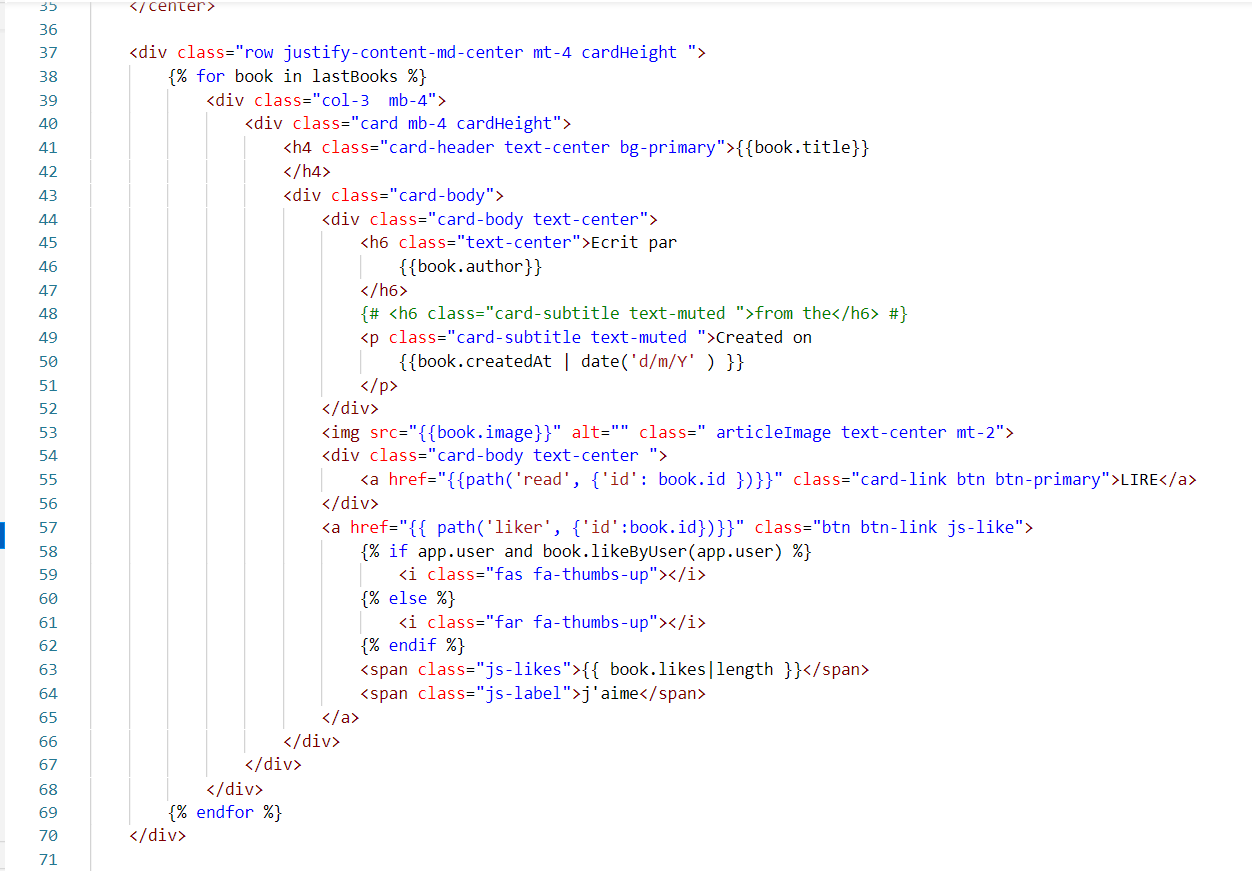 35 </center>
36
37 <div class="row justify-content-md-center mt-4 cardHeight ">
38 {% for book in lastBooks %}
39 <div class="col-3  mb-4">
40 <div class="card mb-4 cardHeight">
41 <h4 class="card-header text-center bg-primary">{{book.title}}
42 </h4>
43 <div class="card-body">
44 <div class="card-body text-center">
45 <h6 class="text-center">Ecrit par
46 {{book.author}}
47 </h6>
48 {# <h6 class="card-subtitle text-muted ">from the</h6> #}
49 <p class="card-subtitle text-muted ">Created on
50 {{book.createdAt | date('d/m/Y' ) }}
51 </p>
52 </div>
53 <img src="{{book.image}}" alt="" class=" articleImage text-center mt-2">
54 <div class="card-body text-center ">
55 <a href="{{path('read', {'id': book.id })}}" class="card-link btn btn-primary">LIRE</a>
56 </div>
57 <a href="{{ path('liker', {'id':book.id})}}" class="btn btn-link js-like">
58 {% if app.user and book.likeByUser(app.user) %}
59 <i class="fas fa-thumbs-up"></i>
60 {% else %}
61 <i class="far fa-thumbs-up"></i>
62 {% endif %}
63 <span class="js-likes">{{ book.likes|length }}</span>
64 <span class="js-label">j'aime</span>
65 </a>
66 </div>
67 </div>
68 </div>
69 {% endfor %}
70 </div>
71